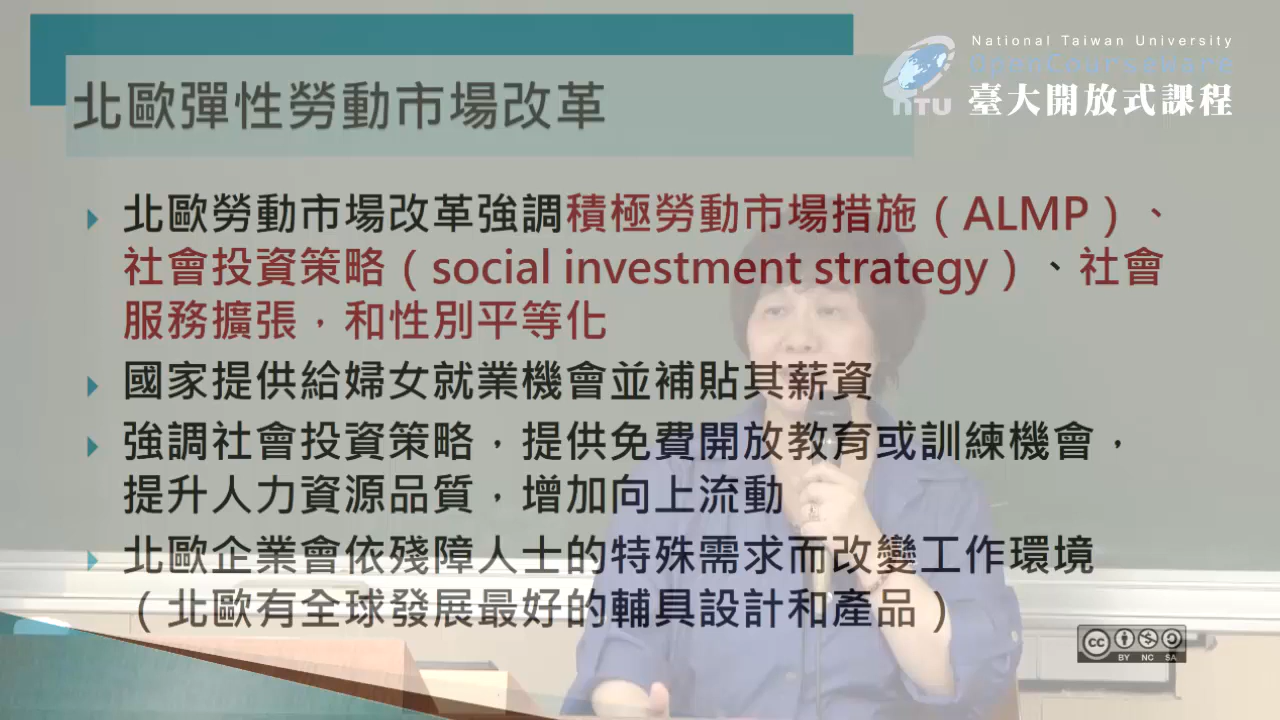 National Taiwan University
OpenCourseware
NTU 臺大開放式課程
北歐彈性勞動市場改革
北歐勞動市場改革強調積極勞動市場措施（ALMP）、
社會投資策略（social investment strategy）、社會
服務擴張，和性別平等化
國家提供給婦女就業機會並補貼其薪資
強調社會投資策略，提供免費開放教育或訓練機會，
提升人力資源品質，增加向上流動
北歐企業會依殘障人士的特殊需求而改變工作環境
（北歐有全球發展最好的輔具設計和產品）
cc
BY NC SA